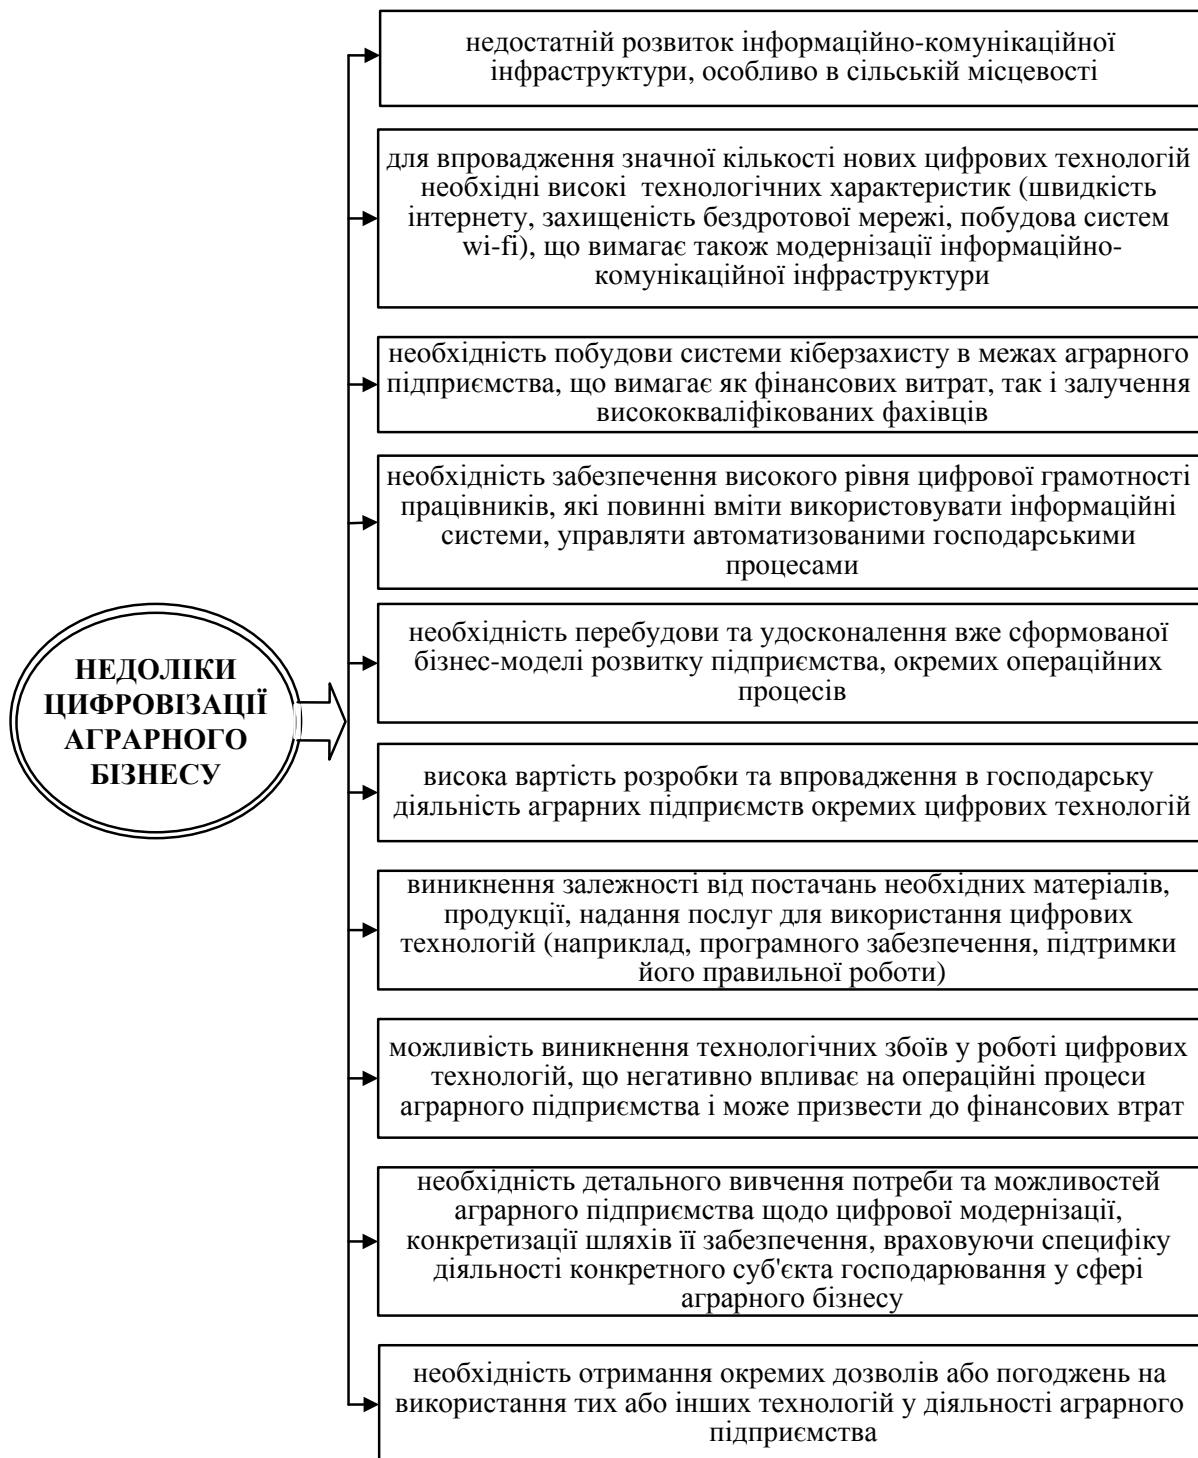 недостатній розвиток інформаційно-комунікаційної
інфраструктури, особливо в сільській місцевості
для впровадження значної кількості нових цифрових технологій
необхідні високі  технологічних характеристик (швидкість
інтернету, захищеність бездротової мережі, побудова систем
wi-fi), що вимагає також модернізації інформаційно-
комунікаційної інфраструктури
необхідність побудови системи кіберзахисту в межах аграрного
підприємства, що вимагає як фінансових витрат, так і залучення
висококваліфікованих фахівців
необхідність забезпечення високого рівня цифрової грамотності
працівників, які повинні вміти використовувати інформаційні
системи, управляти автоматизованими господарськими
процесами
НЕДОЛІКИ
ЦИФРОВІЗАЦІЇ
АГРАРНОГО
БІЗНЕСУ
необхідність перебудови та удосконалення вже сформованої
бізнес-моделі розвитку підприємства, окремих операційних
процесів
висока вартість розробки та впровадження в господарську
діяльність аграрних підприємств окремих цифрових технологій
виникнення залежності від постачань необхідних матеріалів,
продукції, надання послуг для використання цифрових
технологій (наприклад, програмного забезпечення, підтримки
його правильної роботи)
можливість виникнення технологічних збоїв у роботі цифрових
технологій, що негативно впливає на операційні процеси
аграрного підприємства і може призвести до фінансових втрат
необхідність детального вивчення потреби та можливостей
аграрного підприємства щодо цифрової модернізації,
конкретизації шляхів її забезпечення, враховуючи специфіку
діяльності конкретного суб'єкта господарювання у сфері
аграрного бізнесу
необхідність отримання окремих дозволів або погоджень на
використання тих або інших технологій у діяльності аграрного
підприємства